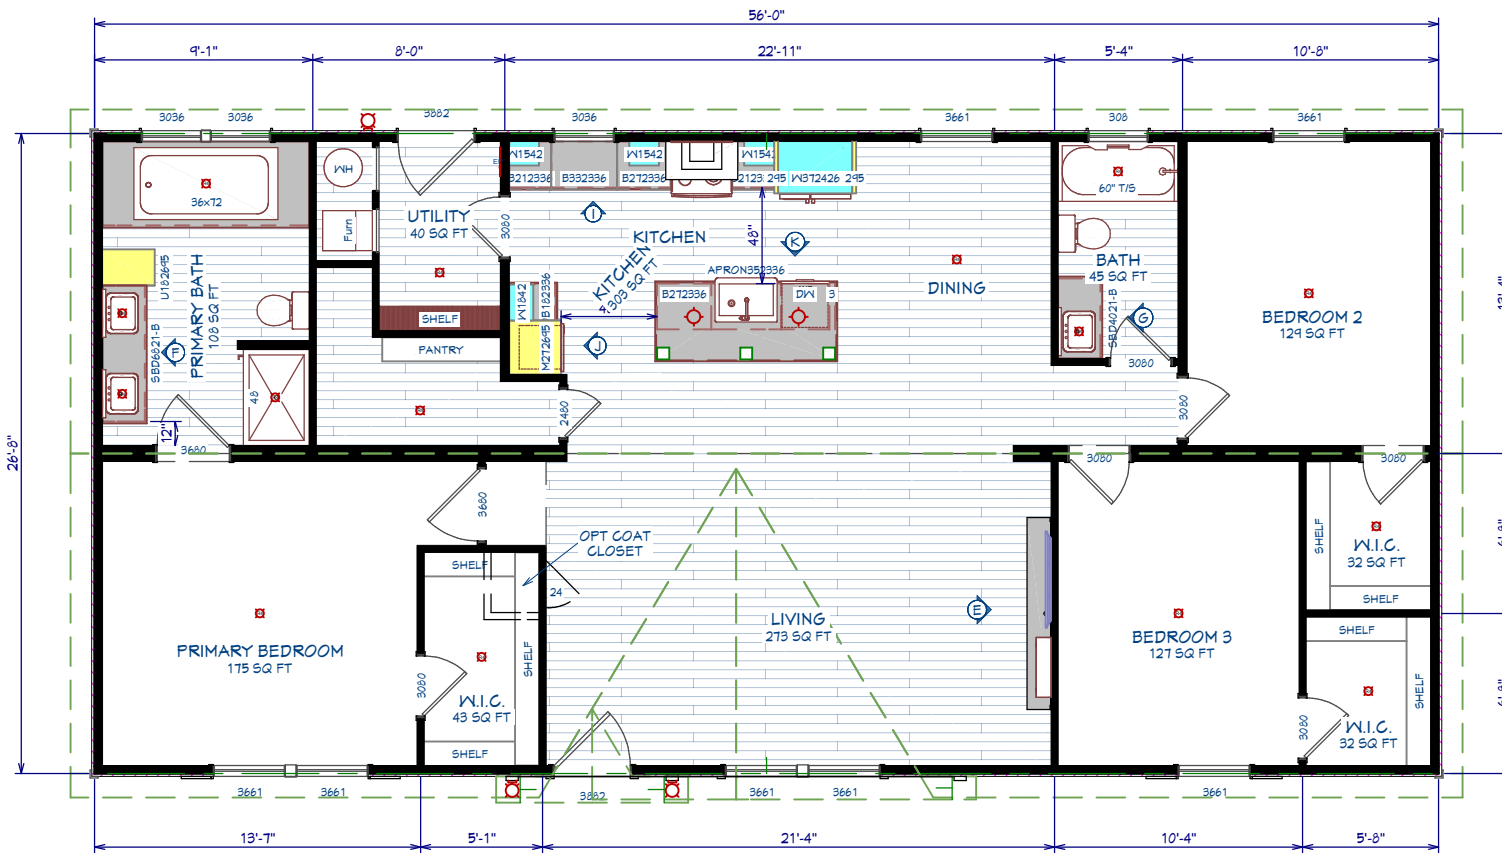 56'-0"
9'-1"
8'-0"
22'-11"
5'-4"
10'-8"
3036
3036
3882
3036
3661
308
3661
WH
Furn
36x72
UTILITY
40 SQ FT
SHELF
PANTRY
3080
W1542
B212336
B332336
W1542
B272336
W1542
W372426
295
295
KITCHEN
KITCHEN
303 SQ FT
48"
APRON352336
B272336
DW
3
W1842
B182336
M272695
I
K
J
DINING
60" T/S
BATH
45 SQ FT
SBD4021-B
G
3080
BEDROOM 2
129 SQ FT
3080
U182695
PRIMARY BATH
108 SQ FT
SBD6821-B
F
48
12"
3680
2480
26'-8"
3680
3080
3080
OPT COAT
CLOSET
24
SHELF
SHELF
SHELF
W.I.C.
43 SQ FT
3080
PRIMARY BEDROOM
175 SQ FT
LIVING
273 SQ FT
E
BEDROOM 3
127 SQ FT
SHELF
W.I.C.
32 SQ FT
SHELF
SHELF
SHELF
W.I.C.
32 SQ FT
3080
3661
3661
3882
3661
3661
3661
13'-7"
5'-1"
21'-4"
10'-4"
5'-8"